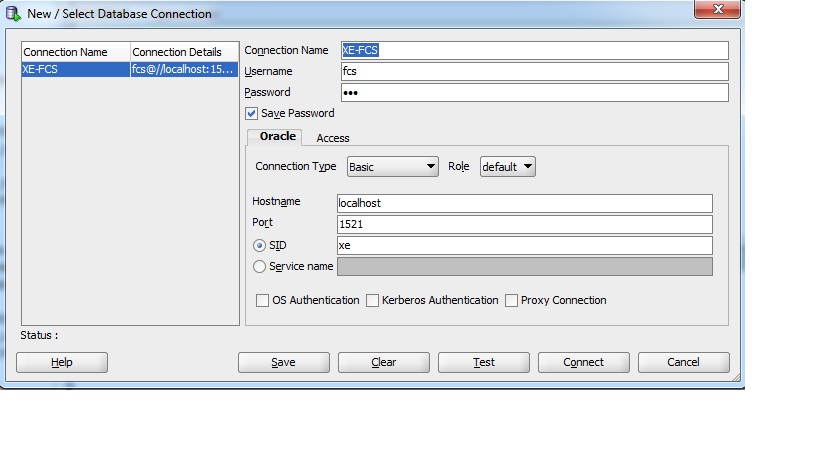 New / Select Database Connection
Connection Name Connection Details
XE-FCS fcs@//localhost:15...
Connection Name XE-FCS
Username fcs
Password •••
Save Password
Oracle Access
Connection Type Basic Role default
Hostname localhost
Port 1521
SID xe
Service name
OS Authentication Kerberos Authentication Proxy Connection
Status :
Help Save Clear Test Connect Cancel